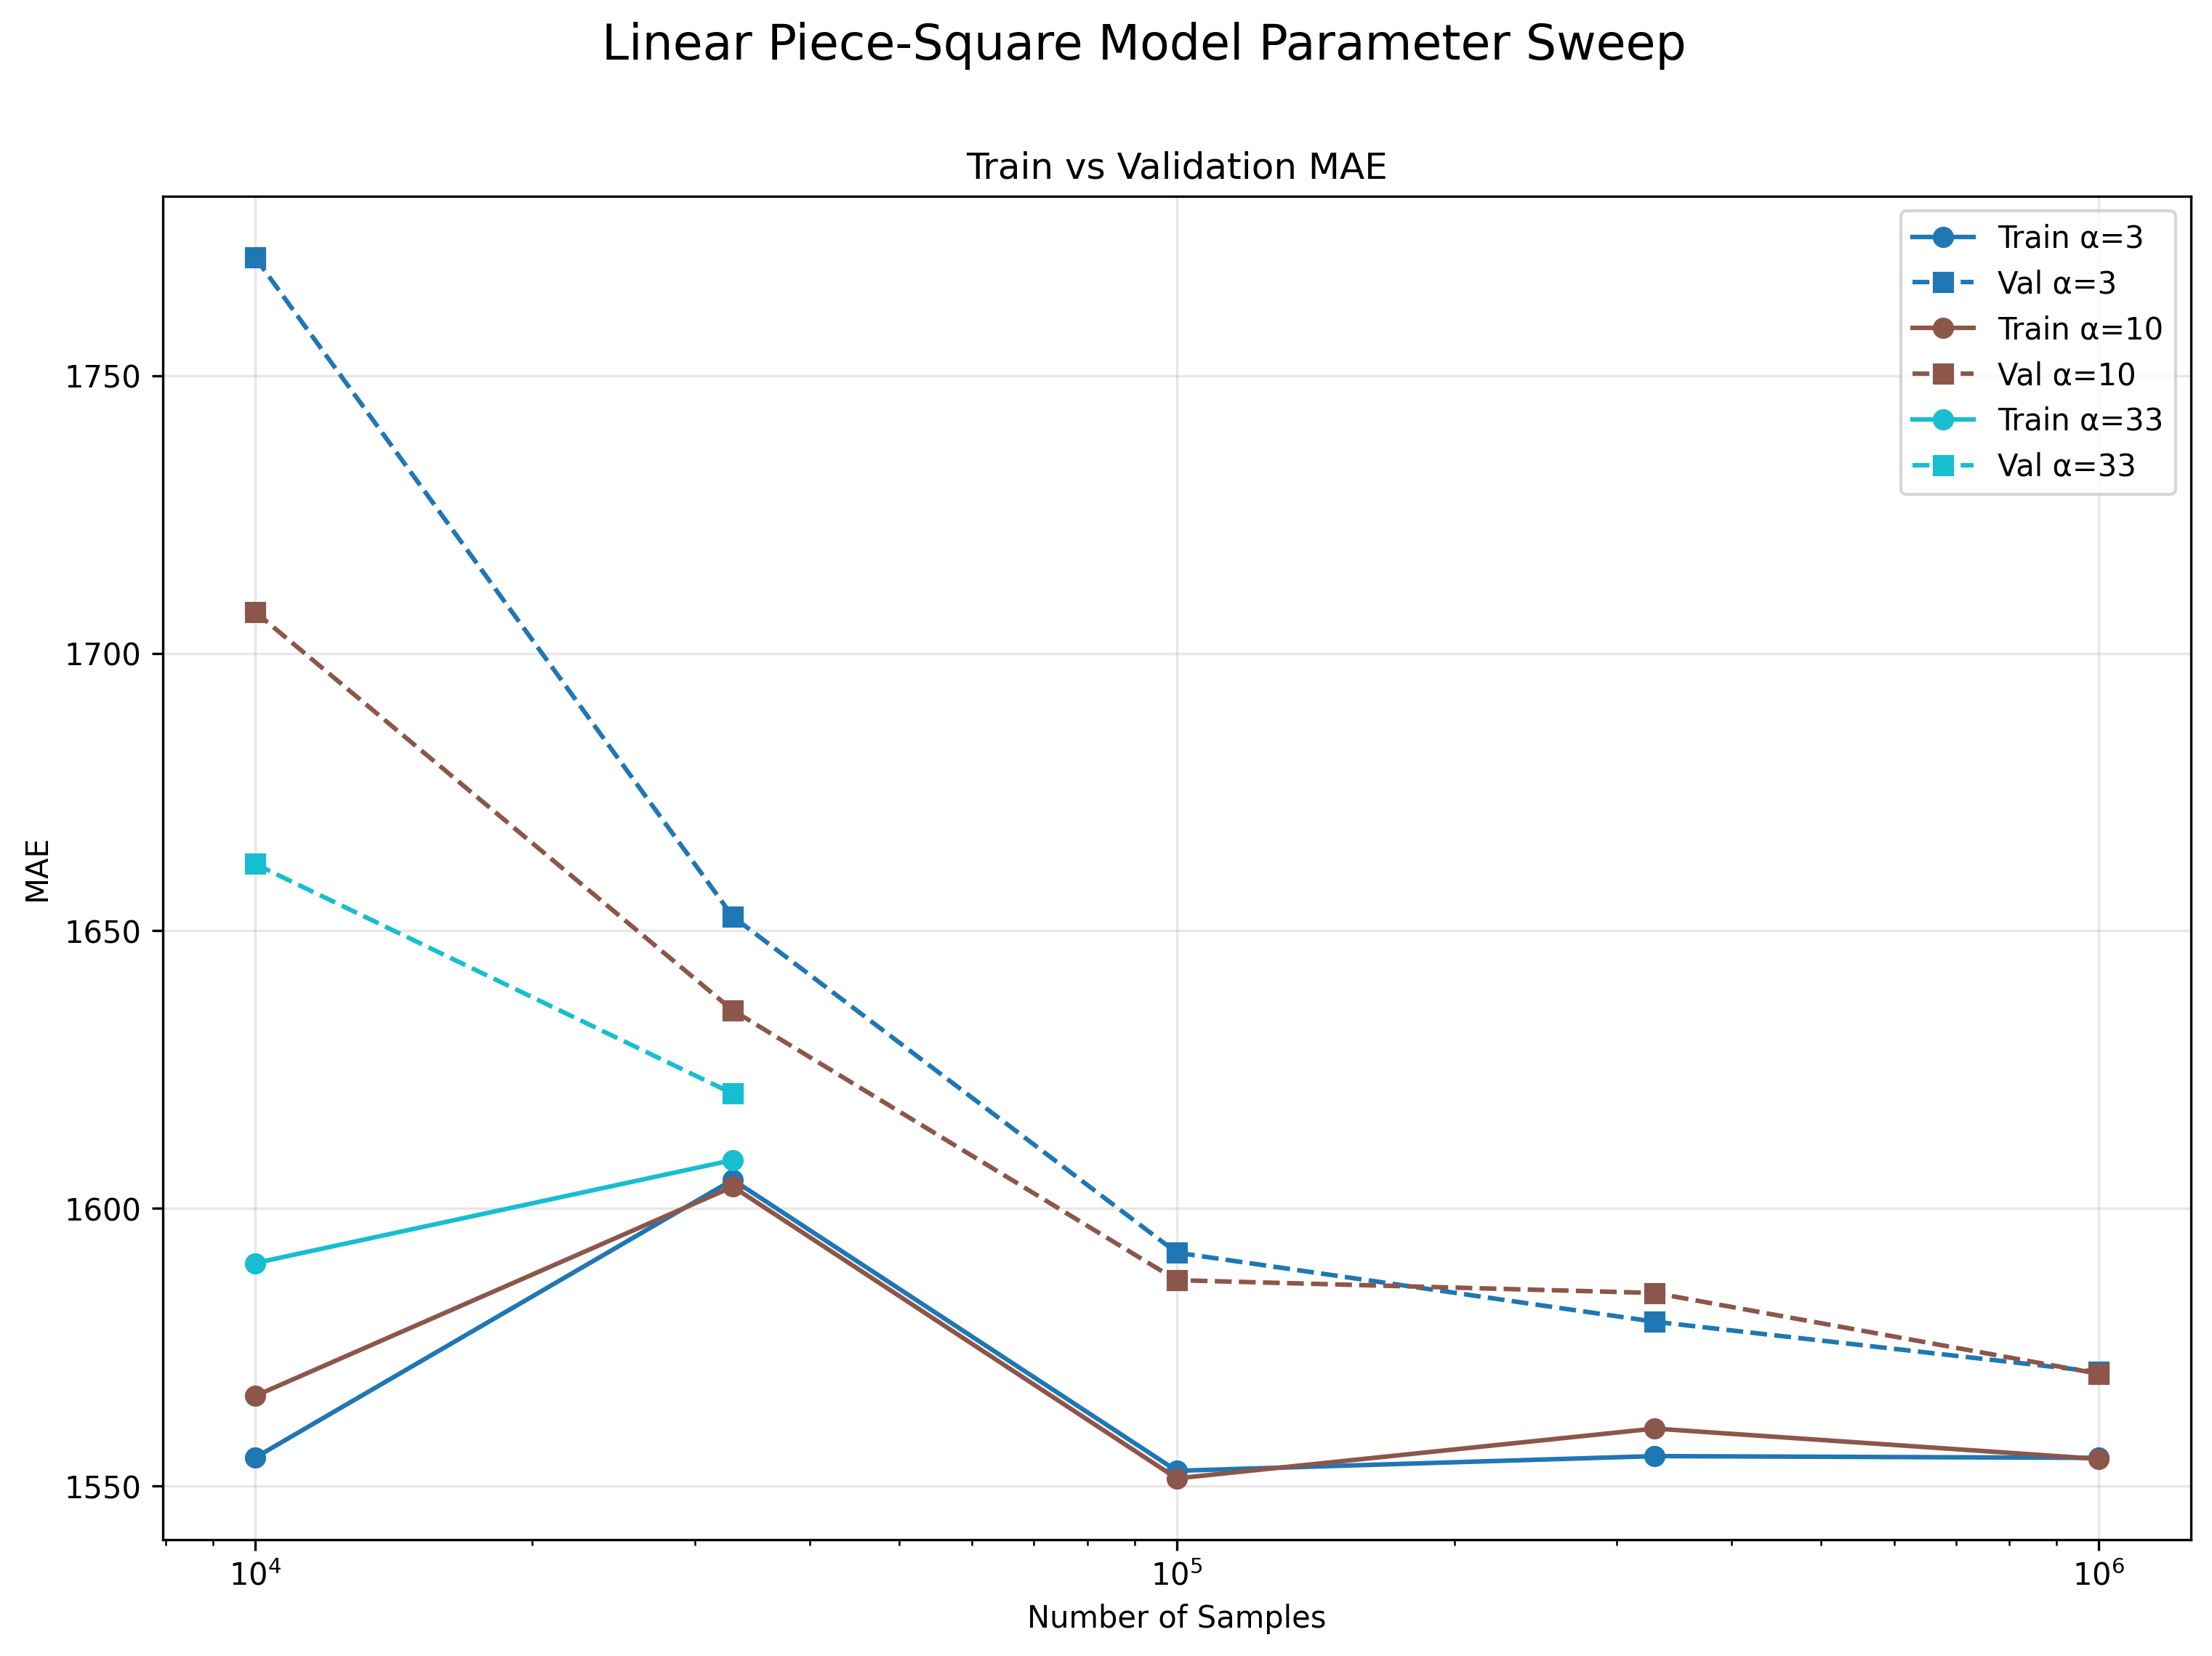 Linear Piece-Square Model Parameter Sweep
Train vs Validation MAE
Train α=3
Val α=3
Train α=10
Val α=10
Train α=33
Val α=33
MAE
1750
1700
1650
1600
1550
10⁴
10⁵
10⁶
Number of Samples